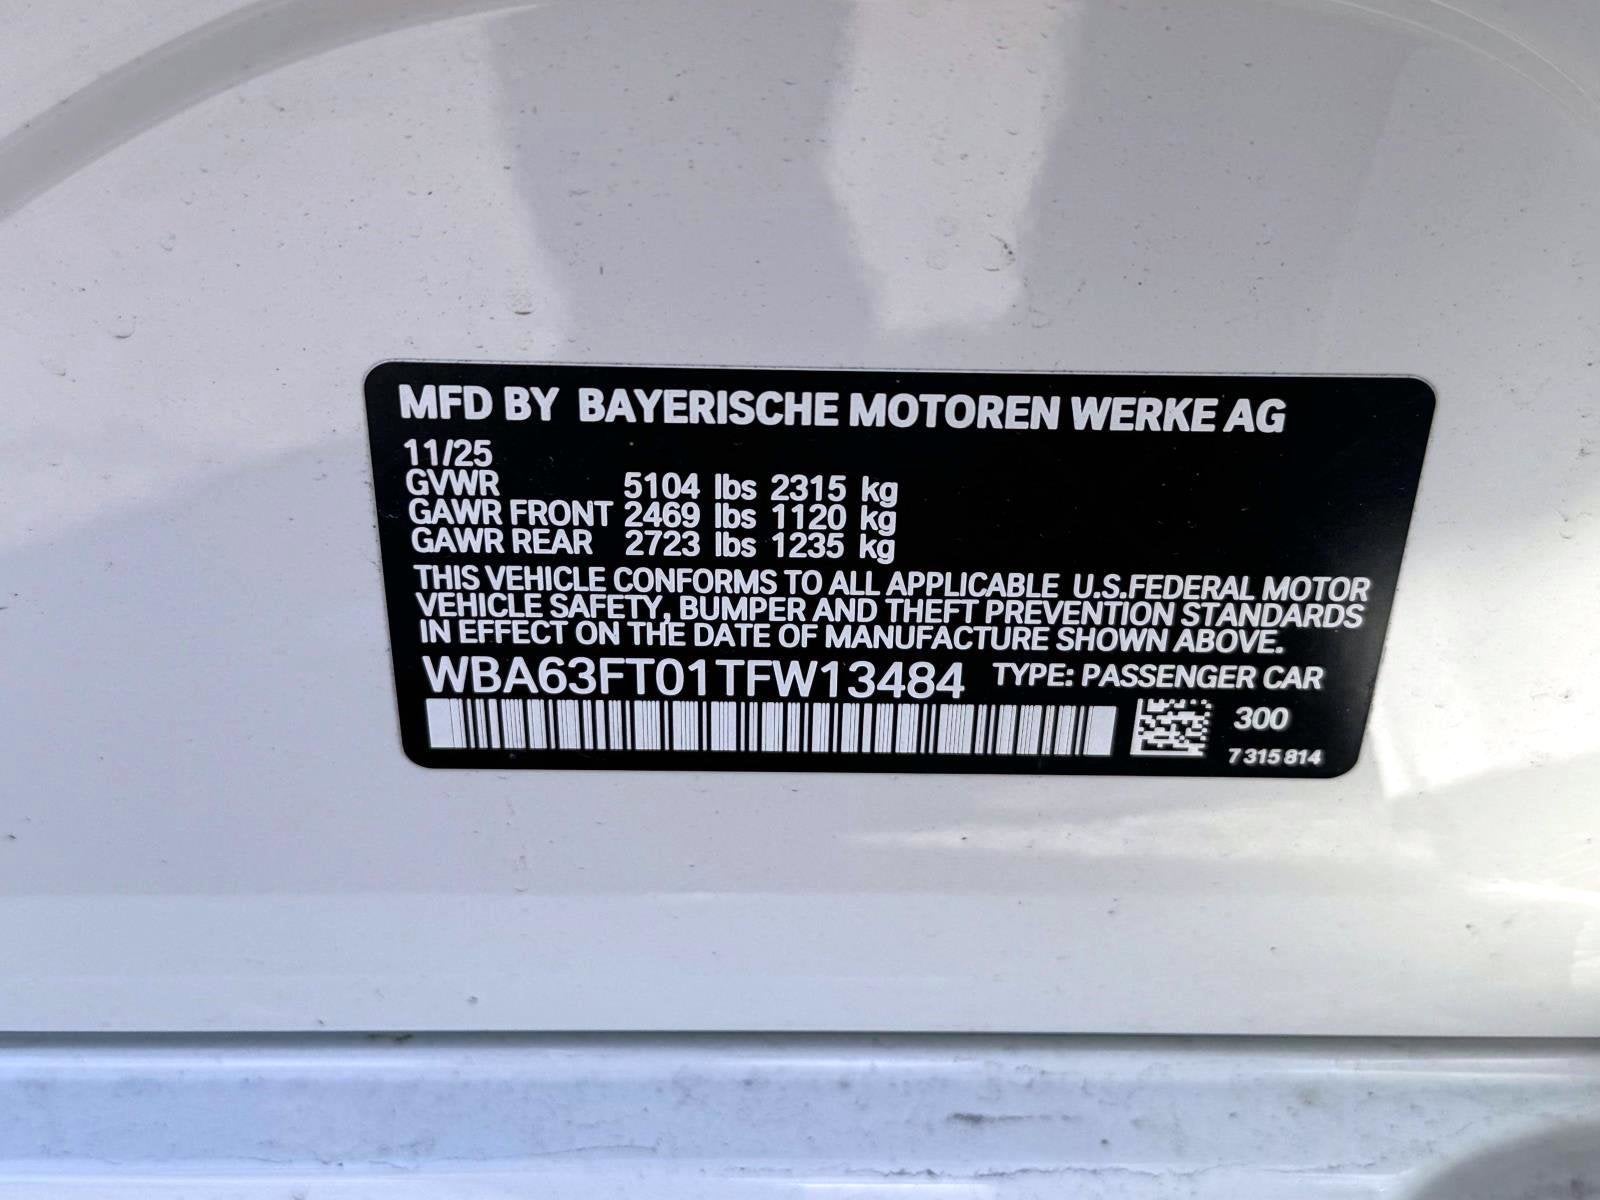 MFD BY BAYERISCHE MOTOREN WERKE AG
11/25
GVWR 5104 lbs 2315 kg
GAWR FRONT 2469 lbs 1120 kg
GAWR REAR 2723 lbs 1235 kg
THIS VEHICLE CONFORMS TO ALL APPLICABLE U.S.FEDERAL MOTOR
VEHICLE SAFETY, BUMPER AND THEFT PREVENTION STANDARDS
IN EFFECT ON THE DATE OF MANUFACTURE SHOWN ABOVE.
WBA63FT01TFW13484 TYPE: PASSENGER CAR
300
7 315 814